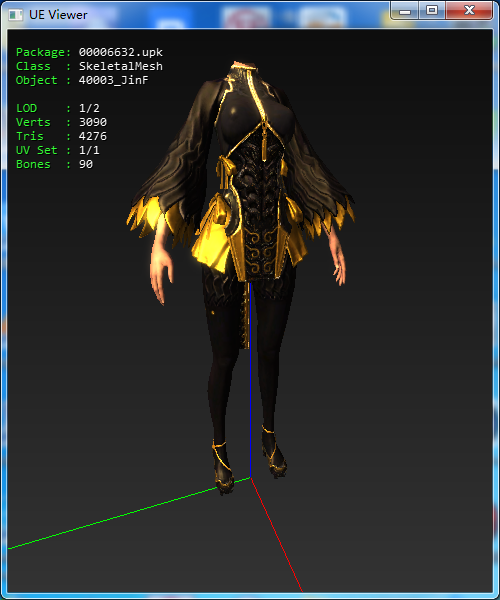 UE Viewer
Package: 00006632.upk
Class : SkeletalMesh
Object : 40003_JinF
LOD : 1/2
Verts : 3090
Tris : 4276
UV Set : 1/1
Bones : 90